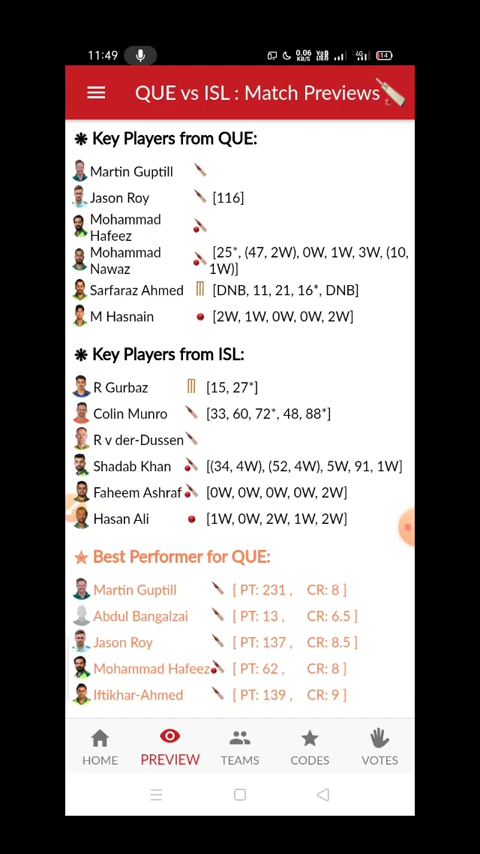 11:49
0.06 KB/S
4G
14
QUE vs ISL : Match Previews
❋ Key Players from QUE:
Martin Guptill
Jason Roy [116]
Mohammad
Hafeez
Mohammad [25*, (47, 2W), 0W, 1W, 3W, (10,
Nawaz 1W)]
Sarfaraz Ahmed [DNB, 11, 21, 16*, DNB]
M Hasnain [2W, 1W, 0W, 0W, 2W]
❋ Key Players from ISL:
R Gurbaz [15, 27*]
Colin Munro [33, 60, 72*, 48, 88*]
R v der-Dussen
Shadab Khan [(34, 4W), (52, 4W), 5W, 91, 1W]
Faheem Ashraf [0W, 0W, 0W, 0W, 2W]
Hasan Ali [1W, 0W, 2W, 1W, 2W]
Best Performer for QUE:
Martin Guptill [ PT: 231 , CR: 8 ]
Abdul Bangalzai [ PT: 13 , CR: 6.5 ]
Jason Roy [ PT: 137 , CR: 8.5 ]
Mohammad Hafeez [ PT: 62 , CR: 8 ]
Iftikhar-Ahmed [ PT: 139 , CR: 9 ]
HOME PREVIEW TEAMS CODES VOTES